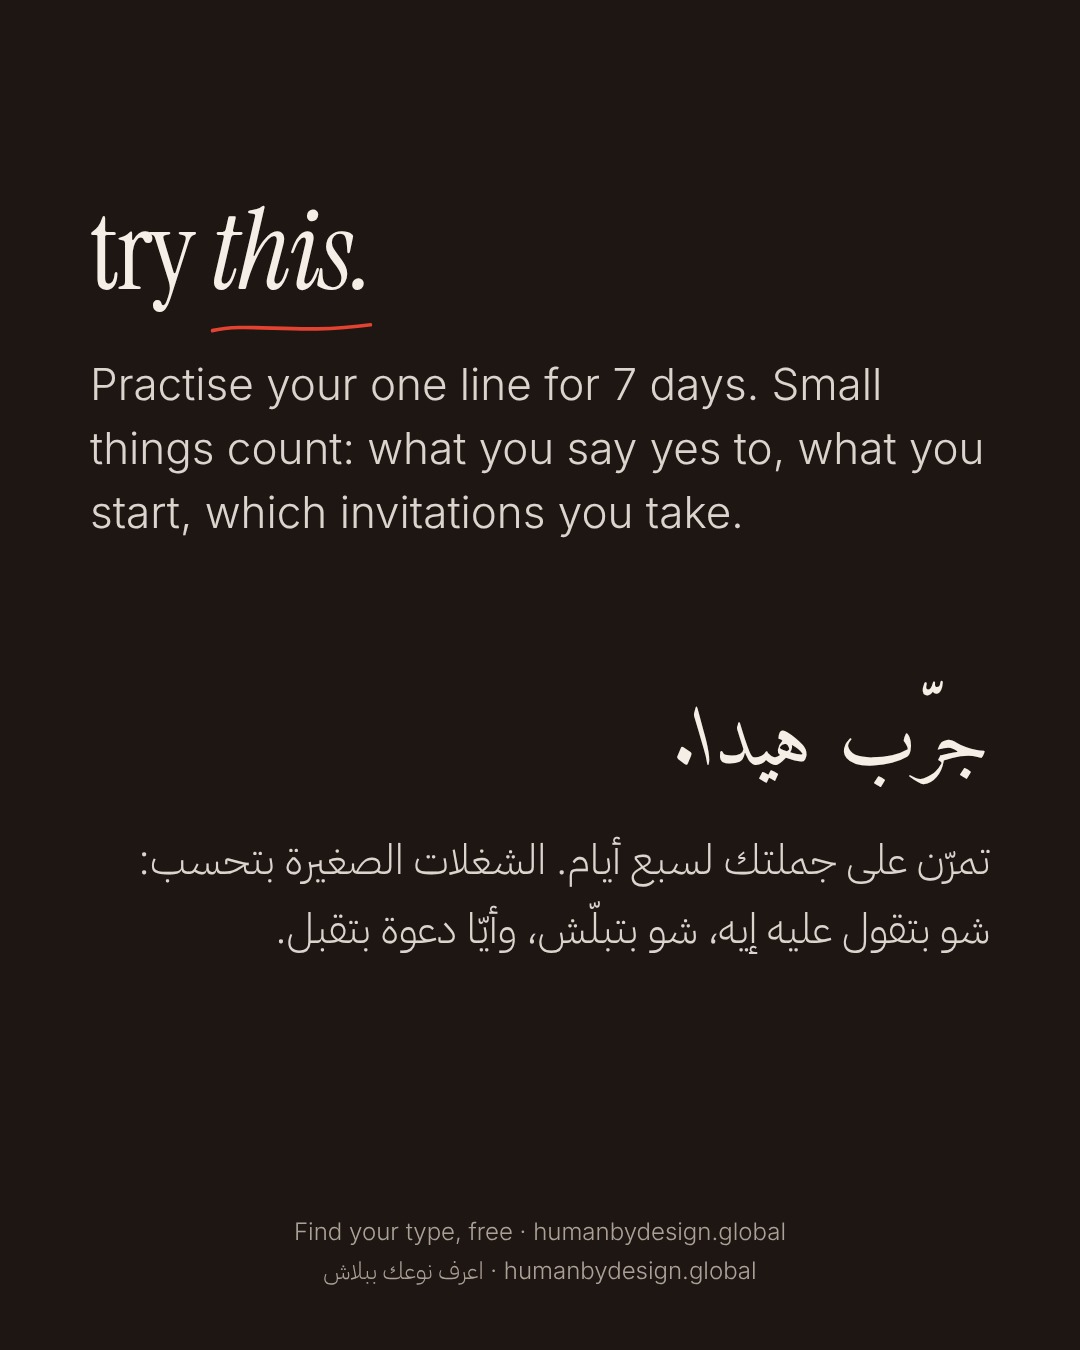 try this.
Practise your one line for 7 days. Small
things count: what you say yes to, what you
start, which invitations you take.
جرّب هيدا.
تمرّن على جملتك لسبع أيام. الشغلات الصغيرة بتحسب:
شو بتقول عليه إيه، شو بتبلّش، وأيّا دعوة بتقبل.
Find your type, free · humanbydesign.global
اعرف نوعك ببلاش · humanbydesign.global